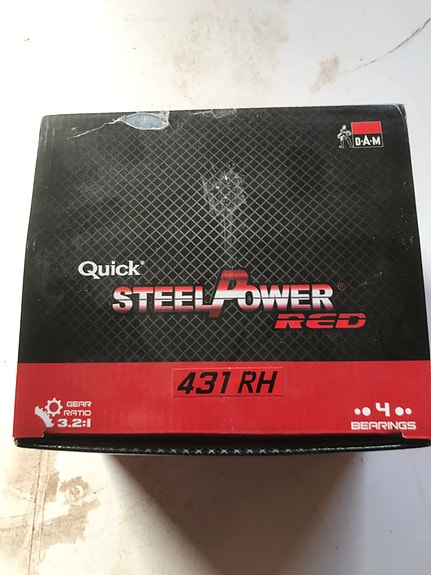 D·A·M
Quick®
STEELPOWER®
RED
431 RH
GEAR
RATIO
3.2:1
4
BEARINGS